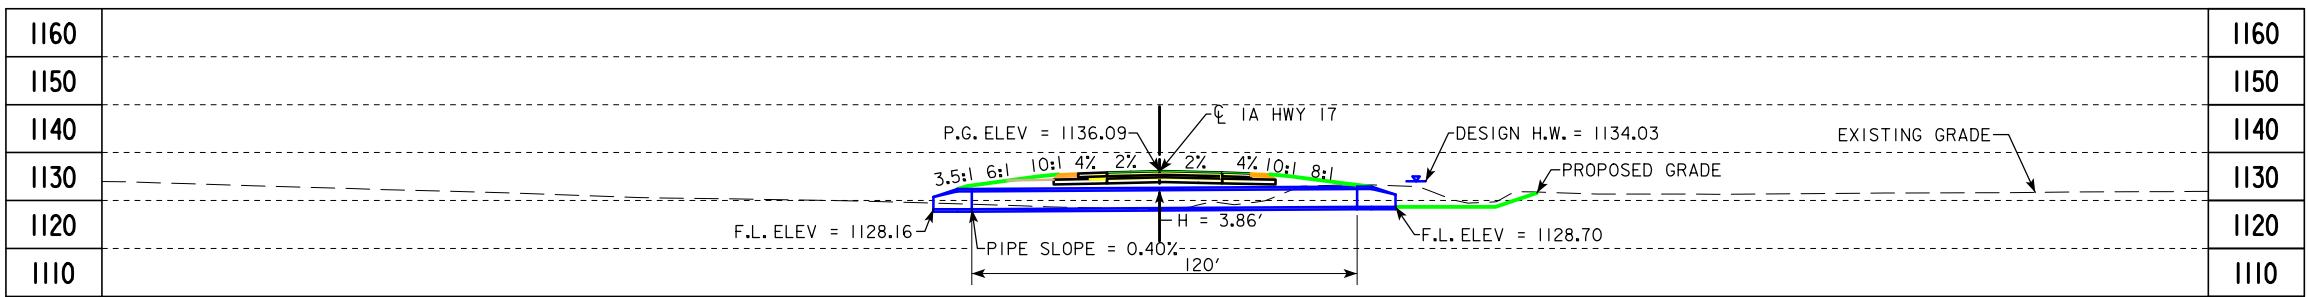 1160
1160
1150
1150
1140
1140
1130
1130
1120
1120
1110
1110
℄ IA HWY 17
P.G. ELEV = 1136.09
DESIGN H.W. = 1134.03
EXISTING GRADE
3.5:1 6:1 10:1 4% 2% 2% 4% 10:1 8:1
PROPOSED GRADE
H = 3.86'
F.L. ELEV = 1128.16
F.L. ELEV = 1128.70
PIPE SLOPE = 0.40%
120'